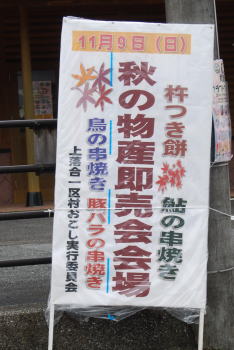 11月9日(日)
杵つき餅
鮎の串焼き
秋の物産即売会会場
鳥の串焼き
豚バラの串焼き
上落合一区村おこし実行委員会